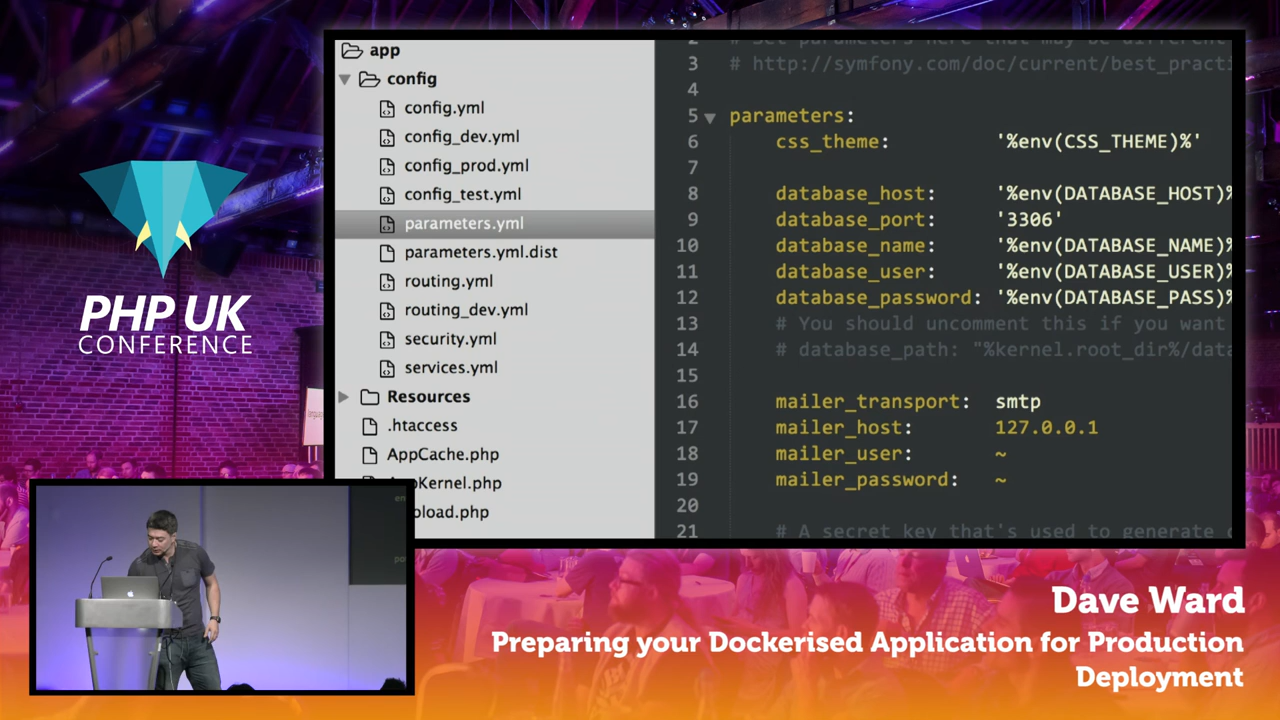 app
config
config.yml
config_dev.yml
config_prod.yml
config_test.yml
parameters.yml
parameters.yml.dist
routing.yml
routing_dev.yml
security.yml
services.yml
Resources
.htaccess
AppCache.php
Kernel.php
load.php
3 # http://symfony.com/doc/current/best_practi
4
5 parameters:
6 css_theme: '%env(CSS_THEME)%'
7
8 database_host: '%env(DATABASE_HOST)%
9 database_port: '3306'
10 database_name: '%env(DATABASE_NAME)%
11 database_user: '%env(DATABASE_USER)%
12 database_password: '%env(DATABASE_PASS)%
13 # You should uncomment this if you want
14 # database_path: "%kernel.root_dir%/data
15
16 mailer_transport: smtp
17 mailer_host: 127.0.0.1
18 mailer_user: ~
19 mailer_password: ~
20
21 # A secret key that's used to generate
PHP UK
CONFERENCE
Dave Ward
Preparing your Dockerised Application for Production
Deployment